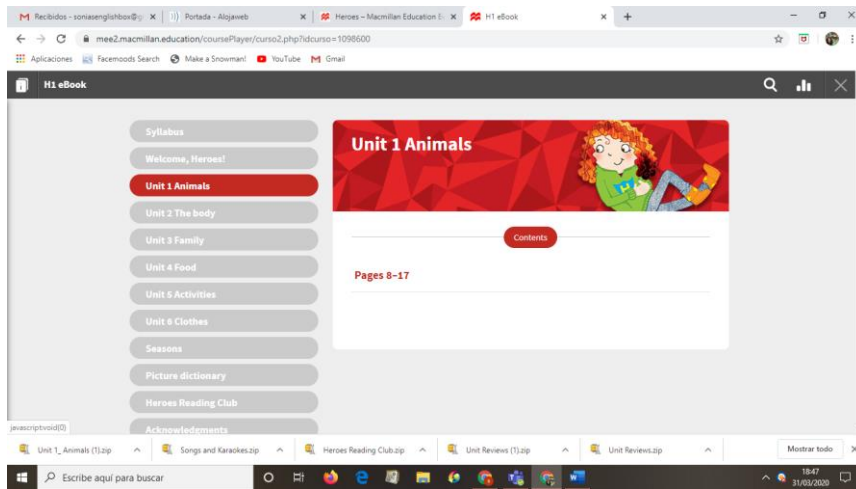 Recibidos - soniasenglishbox@g
Portada - Alojaweb
Heroes – Macmillan Education E
H1 eBook
mee2.macmillan.education/coursePlayer/curso2.php?idcurso=1098600
Aplicaciones
Facemoods Search
Make a Snowman!
YouTube
Gmail
H1 eBook
Syllabus
Welcome, Heroes!
Unit 1 Animals
Unit 2 The body
Unit 3 Family
Unit 4 Food
Unit 5 Activities
Unit 6 Clothes
Seasons
Picture dictionary
Heroes Reading Club
Acknowledgments
Unit 1 Animals
Contents
Pages 8–17
javascript:void(0)
Unit 1_ Animals (1).zip
Songs and Karaokes.zip
Heroes Reading Club.zip
Unit Reviews (1).zip
Unit Reviews.zip
Mostrar todo
Escribe aquí para buscar
18:47
31/03/2020